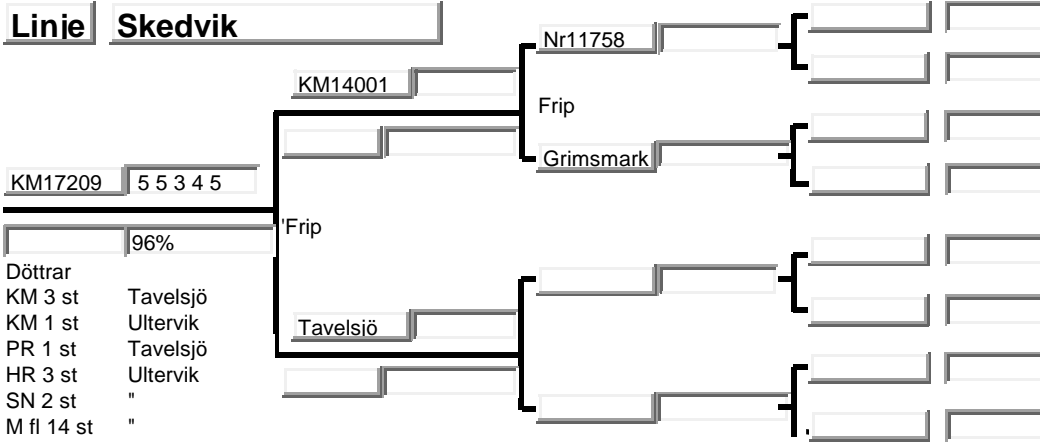 Linje Skedvik
Nr11758
KM14001
Frip
Grimsmark
KM17209 5 5 3 4 5
'Frip
96%
Döttrar
KM 3 st Tavelsjö
KM 1 st Ultervik
Tavelsjö
PR 1 st Tavelsjö
HR 3 st Ultervik
SN 2 st "
M fl 14 st "